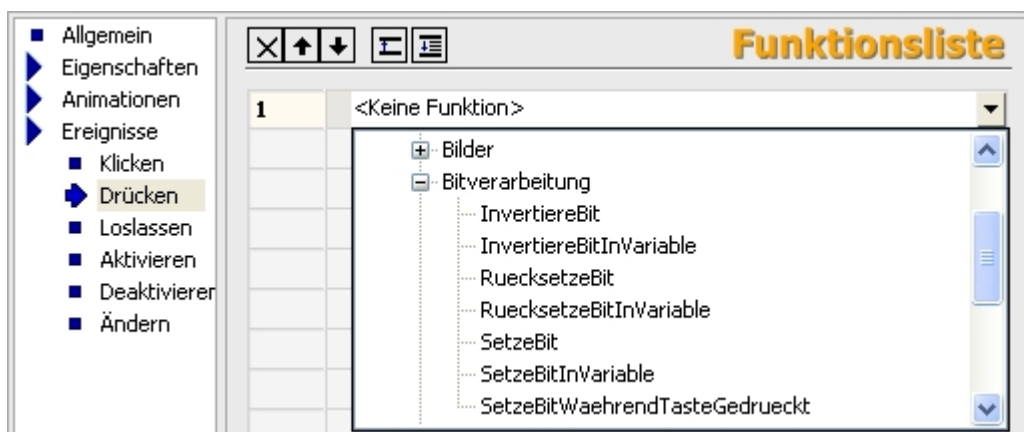 Allgemein
Eigenschaften
Animationen
Ereignisse
Klicken
Drücken
Loslassen
Aktivieren
Deaktivierer
Ändern
Funktionsliste
1 <Keine Funktion>
Bilder
Bitverarbeitung
InvertiereBit
InvertiereBitInVariable
RuecksetzeBit
RuecksetzeBitInVariable
SetzeBit
SetzeBitInVariable
SetzeBitWaehrendTasteGedrueckt